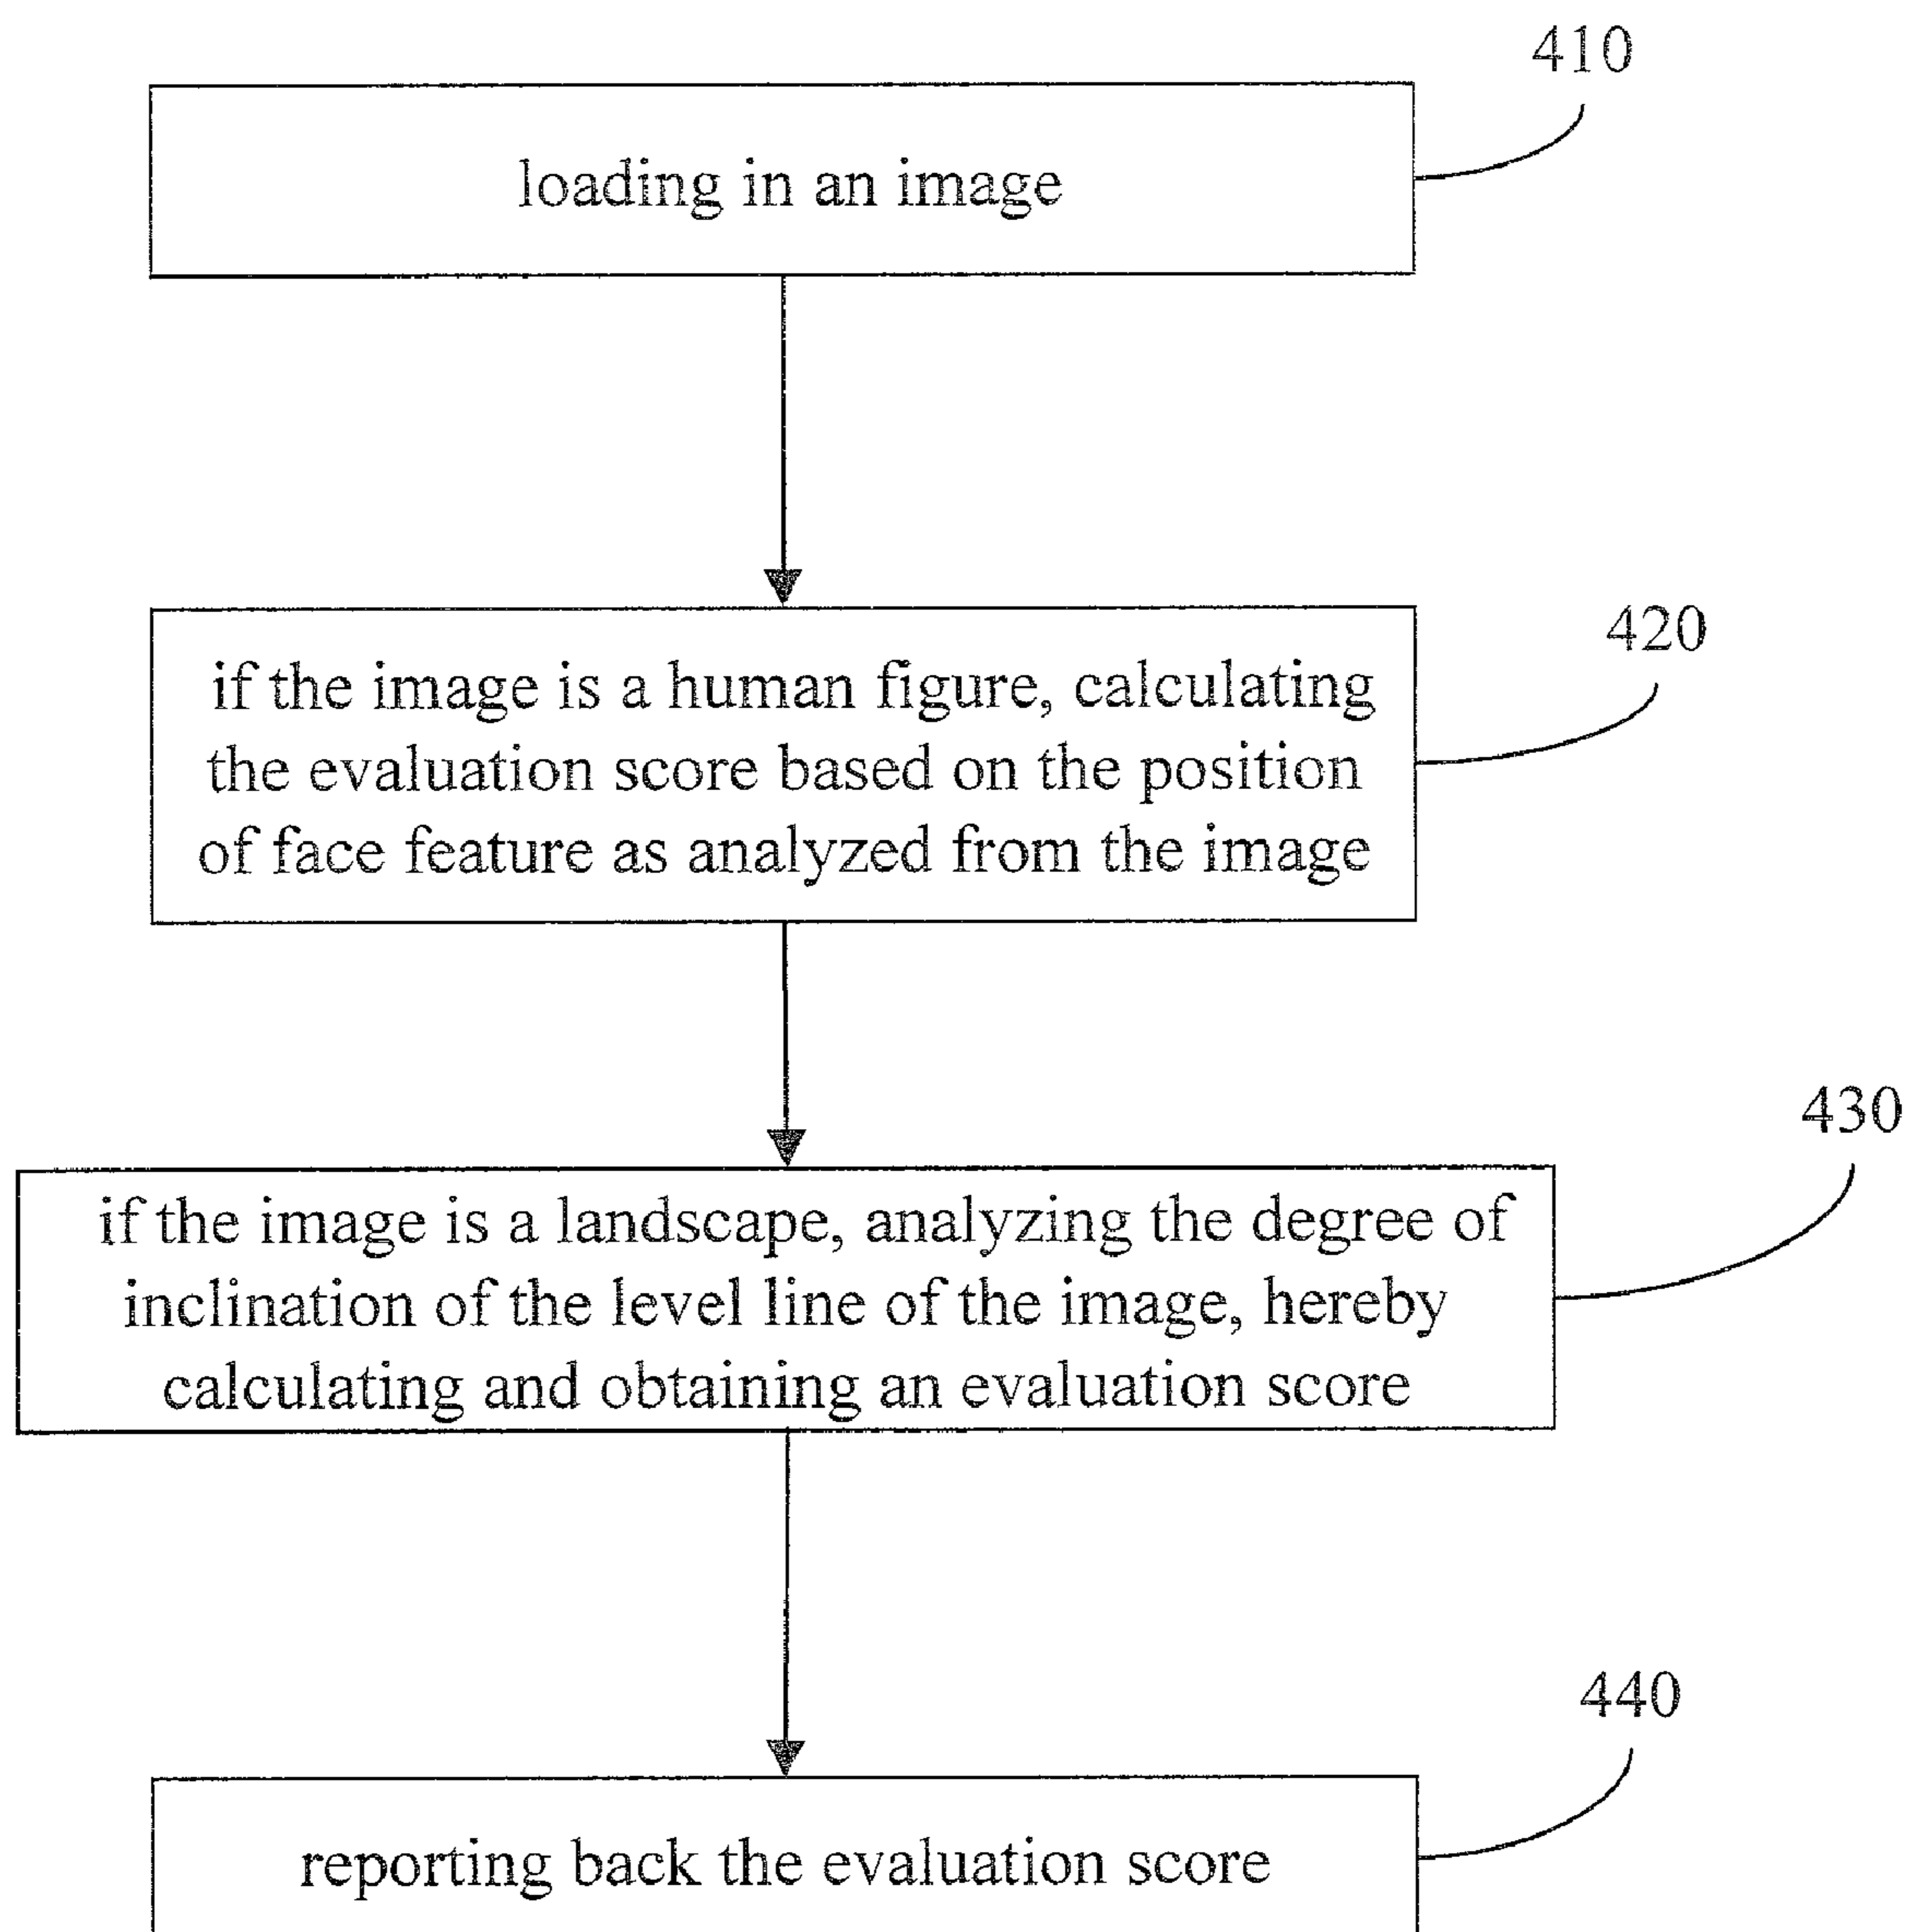 410
loading in an image
420
if the image is a human figure, calculating
the evaluation score based on the position
of face feature as analyzed from the image
430
if the image is a landscape, analyzing the degree of
inclination of the level line of the image, hereby
calculating and obtaining an evaluation score
440
reporting back the evaluation score